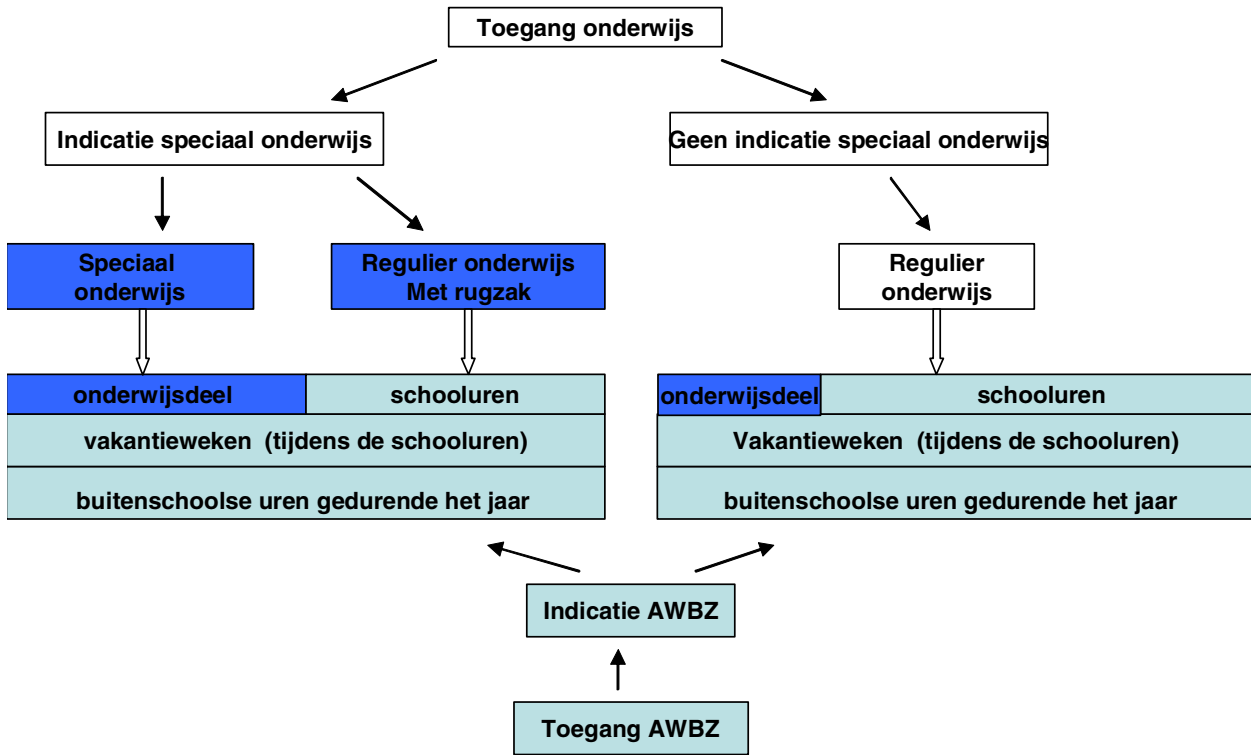 Toegang onderwijs
Indicatie speciaal onderwijs
Geen indicatie speciaal onderwijs
Speciaal
onderwijs
Regulier onderwijs
Met rugzak
Regulier
onderwijs
onderwijsdeel
schooluren
vakantieweken (tijdens de schooluren)
buitenschoolse uren gedurende het jaar
onderwijsdeel
schooluren
Vakantieweken (tijdens de schooluren)
buitenschoolse uren gedurende het jaar
Indicatie AWBZ
Toegang AWBZ